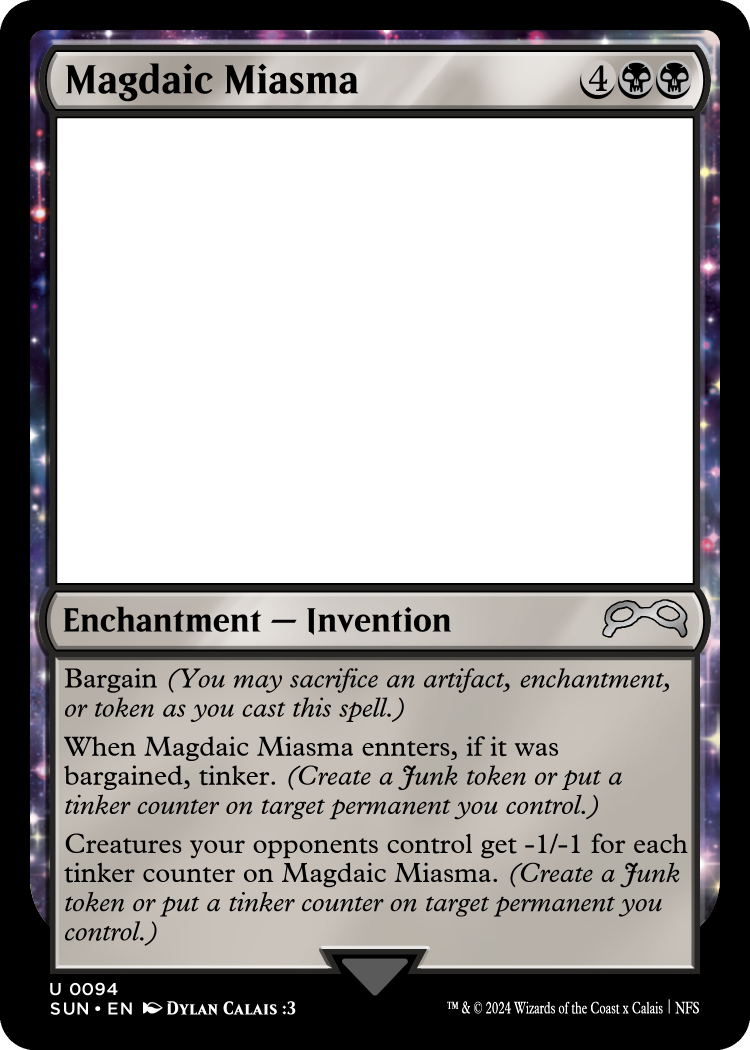 Magdaic Miasma 4
Enchantment — Invention
Bargain (You may sacrifice an artifact, enchantment,
or token as you cast this spell.)
When Magdaic Miasma ennters, if it was
bargained, tinker. (Create a Junk token or put a
tinker counter on target permanent you control.)
Creatures your opponents control get -1/-1 for each
tinker counter on Magdaic Miasma. (Create a Junk
token or put a tinker counter on target permanent you
control.)
U 0094
SUN • EN Dylan Calais :3
™ & © 2024 Wizards of the Coast x Calais | NFS